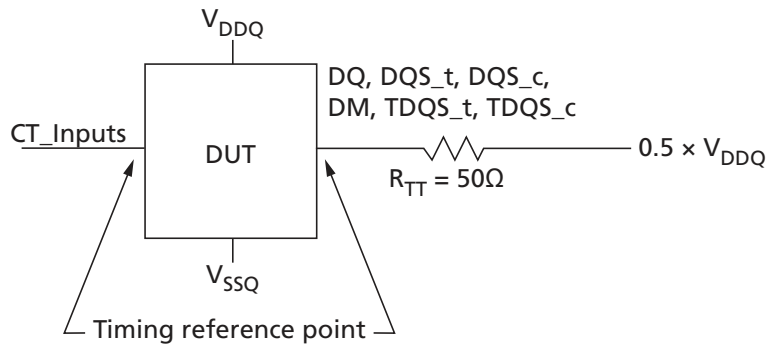 V_DDQ
DQ, DQS_t, DQS_c,
DM, TDQS_t, TDQS_c
CT_Inputs
DUT
0.5 × V_DDQ
R_TT = 50Ω
V_SSQ
Timing reference point